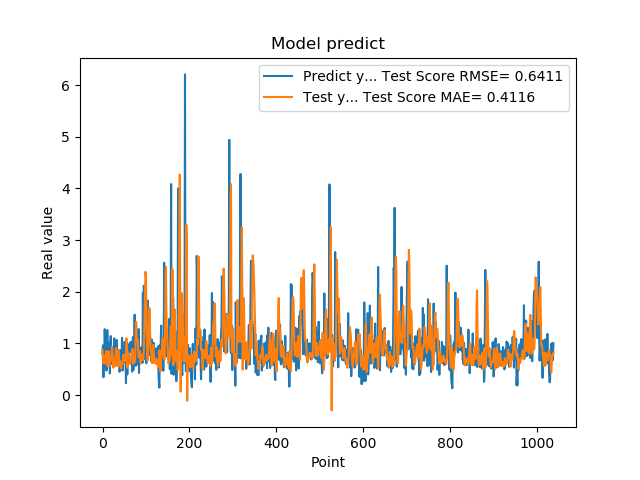 Model predict
Predict y... Test Score RMSE= 0.6411
Test y... Test Score MAE= 0.4116
Real value
6
5
4
3
2
1
0
0 200 400 600 800 1000
Point